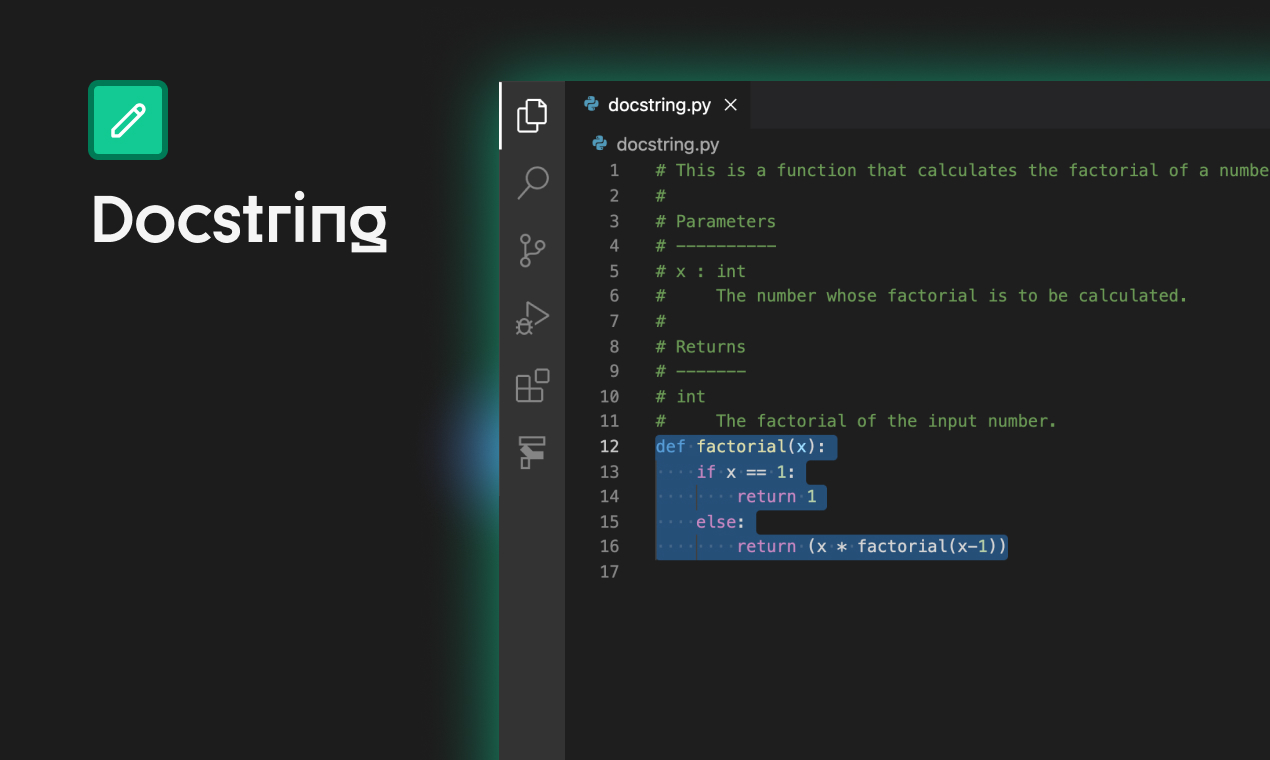 Docstring
docstring.py
docstring.py
1 # This is a function that calculates the factorial of a numbe
2 #
3 # Parameters
4 # ----------
5 # x : int
6 #     The number whose factorial is to be calculated.
7 #
8 # Returns
9 # -------
10 # int
11 #     The factorial of the input number.
12 def factorial(x):
13     if x == 1:
14         return 1
15     else:
16         return (x * factorial(x-1))
17